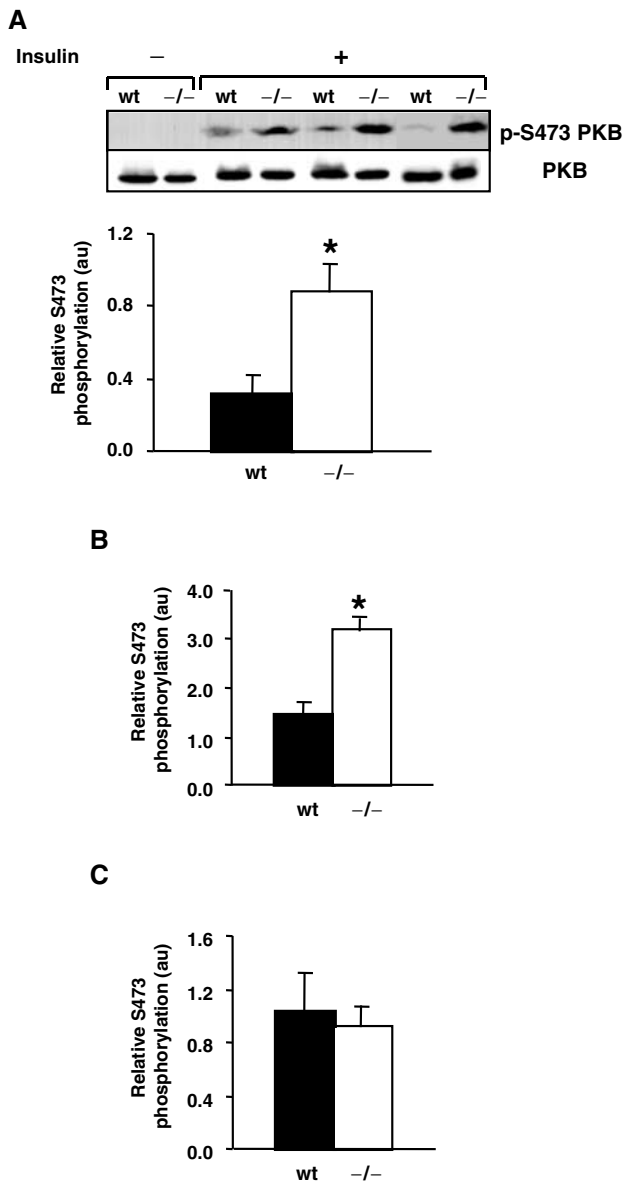 A
Insulin − +
wt −/− wt −/− wt −/− wt −/−
p-S473 PKB
PKB
Relative S473
phosphorylation (au)
1.2
0.8
0.4
0.0
*
wt −/−
B
Relative S473
phosphorylation (au)
4.0
3.0
2.0
1.0
0.0
*
wt −/−
C
Relative S473
phosphorylation (au)
1.6
1.2
0.8
0.4
0.0
wt −/−